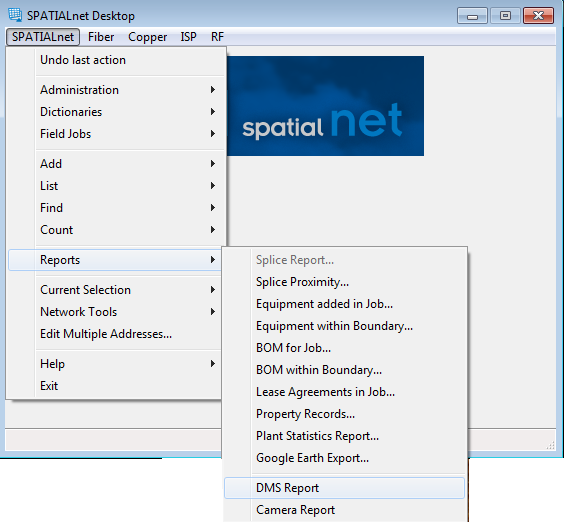 SPATIALnet Desktop
SPATIALnet Fiber Copper ISP RF
Undo last action
Administration
Dictionaries
Field Jobs
Add
List
Find
Count
Reports
Current Selection
Network Tools
Edit Multiple Addresses...
Help
Exit
spatial net
Splice Report...
Splice Proximity...
Equipment added in Job...
Equipment within Boundary...
BOM for Job...
BOM within Boundary...
Lease Agreements in Job...
Property Records...
Plant Statistics Report...
Google Earth Export...
DMS Report
Camera Report